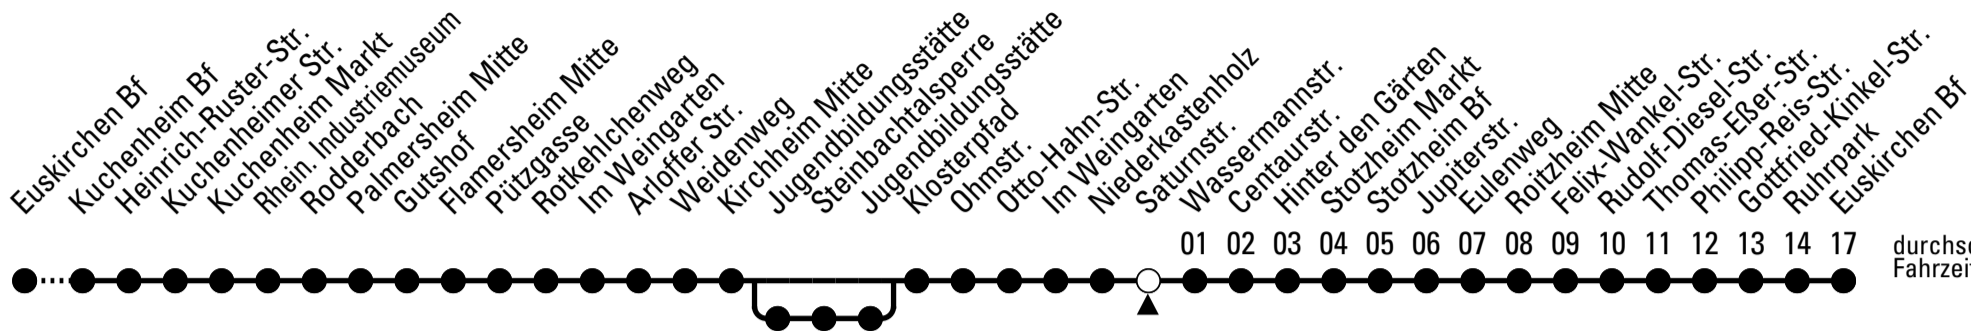 Euskirchen Bf
Kuchenheim Bf
Heinrich-Ruster-Str.
Kuchenheimer Str.
Kuchenheim Markt
Rhein. Industriemuseum
Rodderbach
Palmersheim Mitte
Gutshof
Flamersheim Mitte
Pützgasse
Rotkehlchenweg
Im Weingarten
Arloffer Str.
Weidenweg
Kirchheim Mitte
Jugendbildungsstätte
Steinbachtalsperre
Jugendbildungsstätte
Klosterpfad
Ohmstr.
Otto-Hahn-Str.
Im Weingarten
Niederkastenholz
Saturnstr.
Wassermannstr.
Centaurstr.
Hinter den Gärten
Stotzheim Markt
Stotzheim Bf
Jupiterstr.
Eulenweg
Roitzheim Mitte
Felix-Wankel-Str.
Rudolf-Diesel-Str.
Thomas-Eßer-Str.
Philipp-Reis-Str.
Gottfried-Kinkel-Str.
Ruhrpark
Euskirchen Bf
01 02 03 04 05 06 07 08 09 10 11 12 13 14 17
durchs
Fahrzei